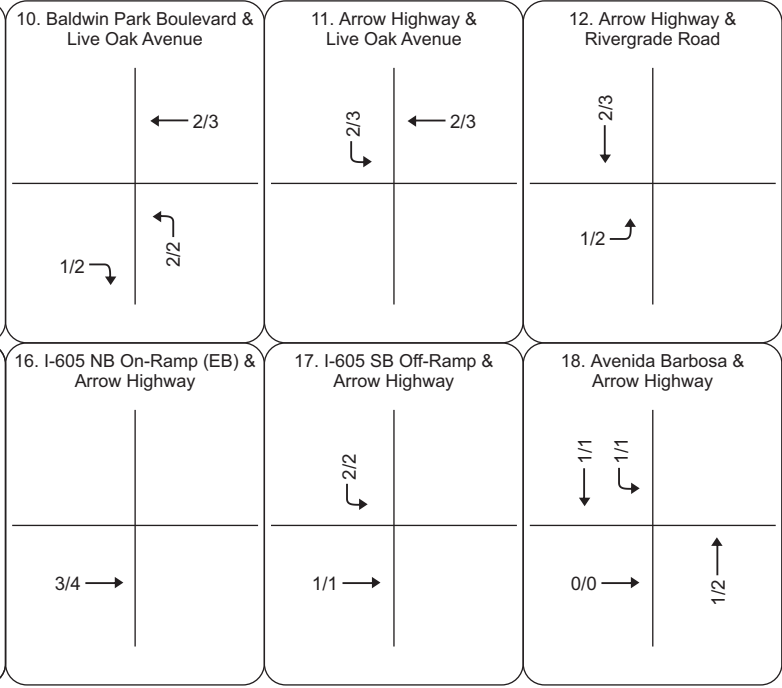 10. Baldwin Park Boulevard &
Live Oak Avenue
2/3
1/2
2/2
11. Arrow Highway &
Live Oak Avenue
2/3
2/3
12. Arrow Highway &
Rivergrade Road
2/3
1/2
16. I-605 NB On-Ramp (EB) &
Arrow Highway
3/4
17. I-605 SB Off-Ramp &
Arrow Highway
2/2
1/1
18. Avenida Barbosa &
Arrow Highway
1/1
1/1
0/0
1/2